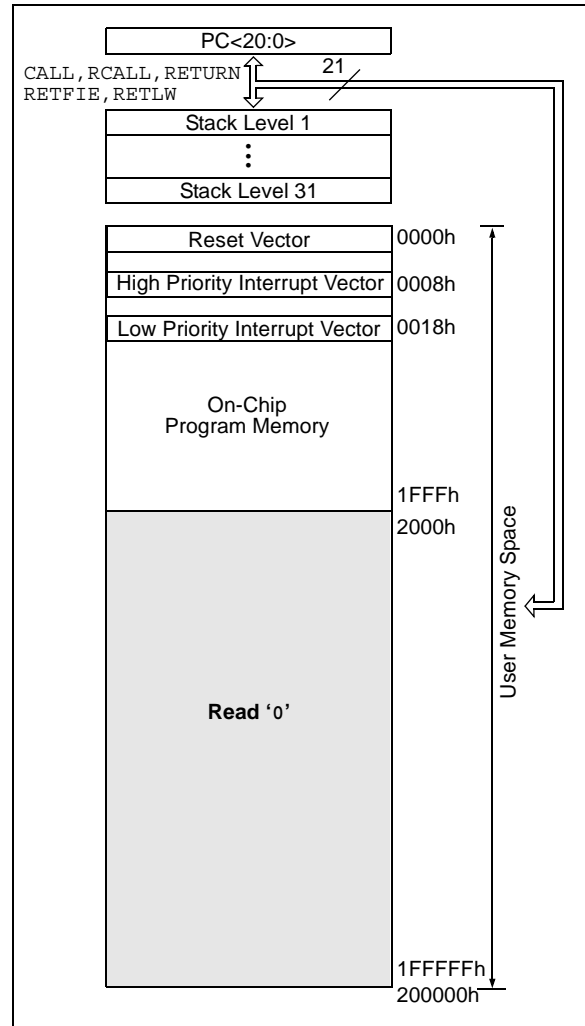 PC<20:0>
CALL,RCALL,RETURN
RETFIE,RETLW
21
Stack Level 1
Stack Level 31
Reset Vector
0000h
High Priority Interrupt Vector
0008h
Low Priority Interrupt Vector
0018h
On-Chip
Program Memory
1FFFh
2000h
User Memory Space
Read ‘0’
1FFFFFh
200000h